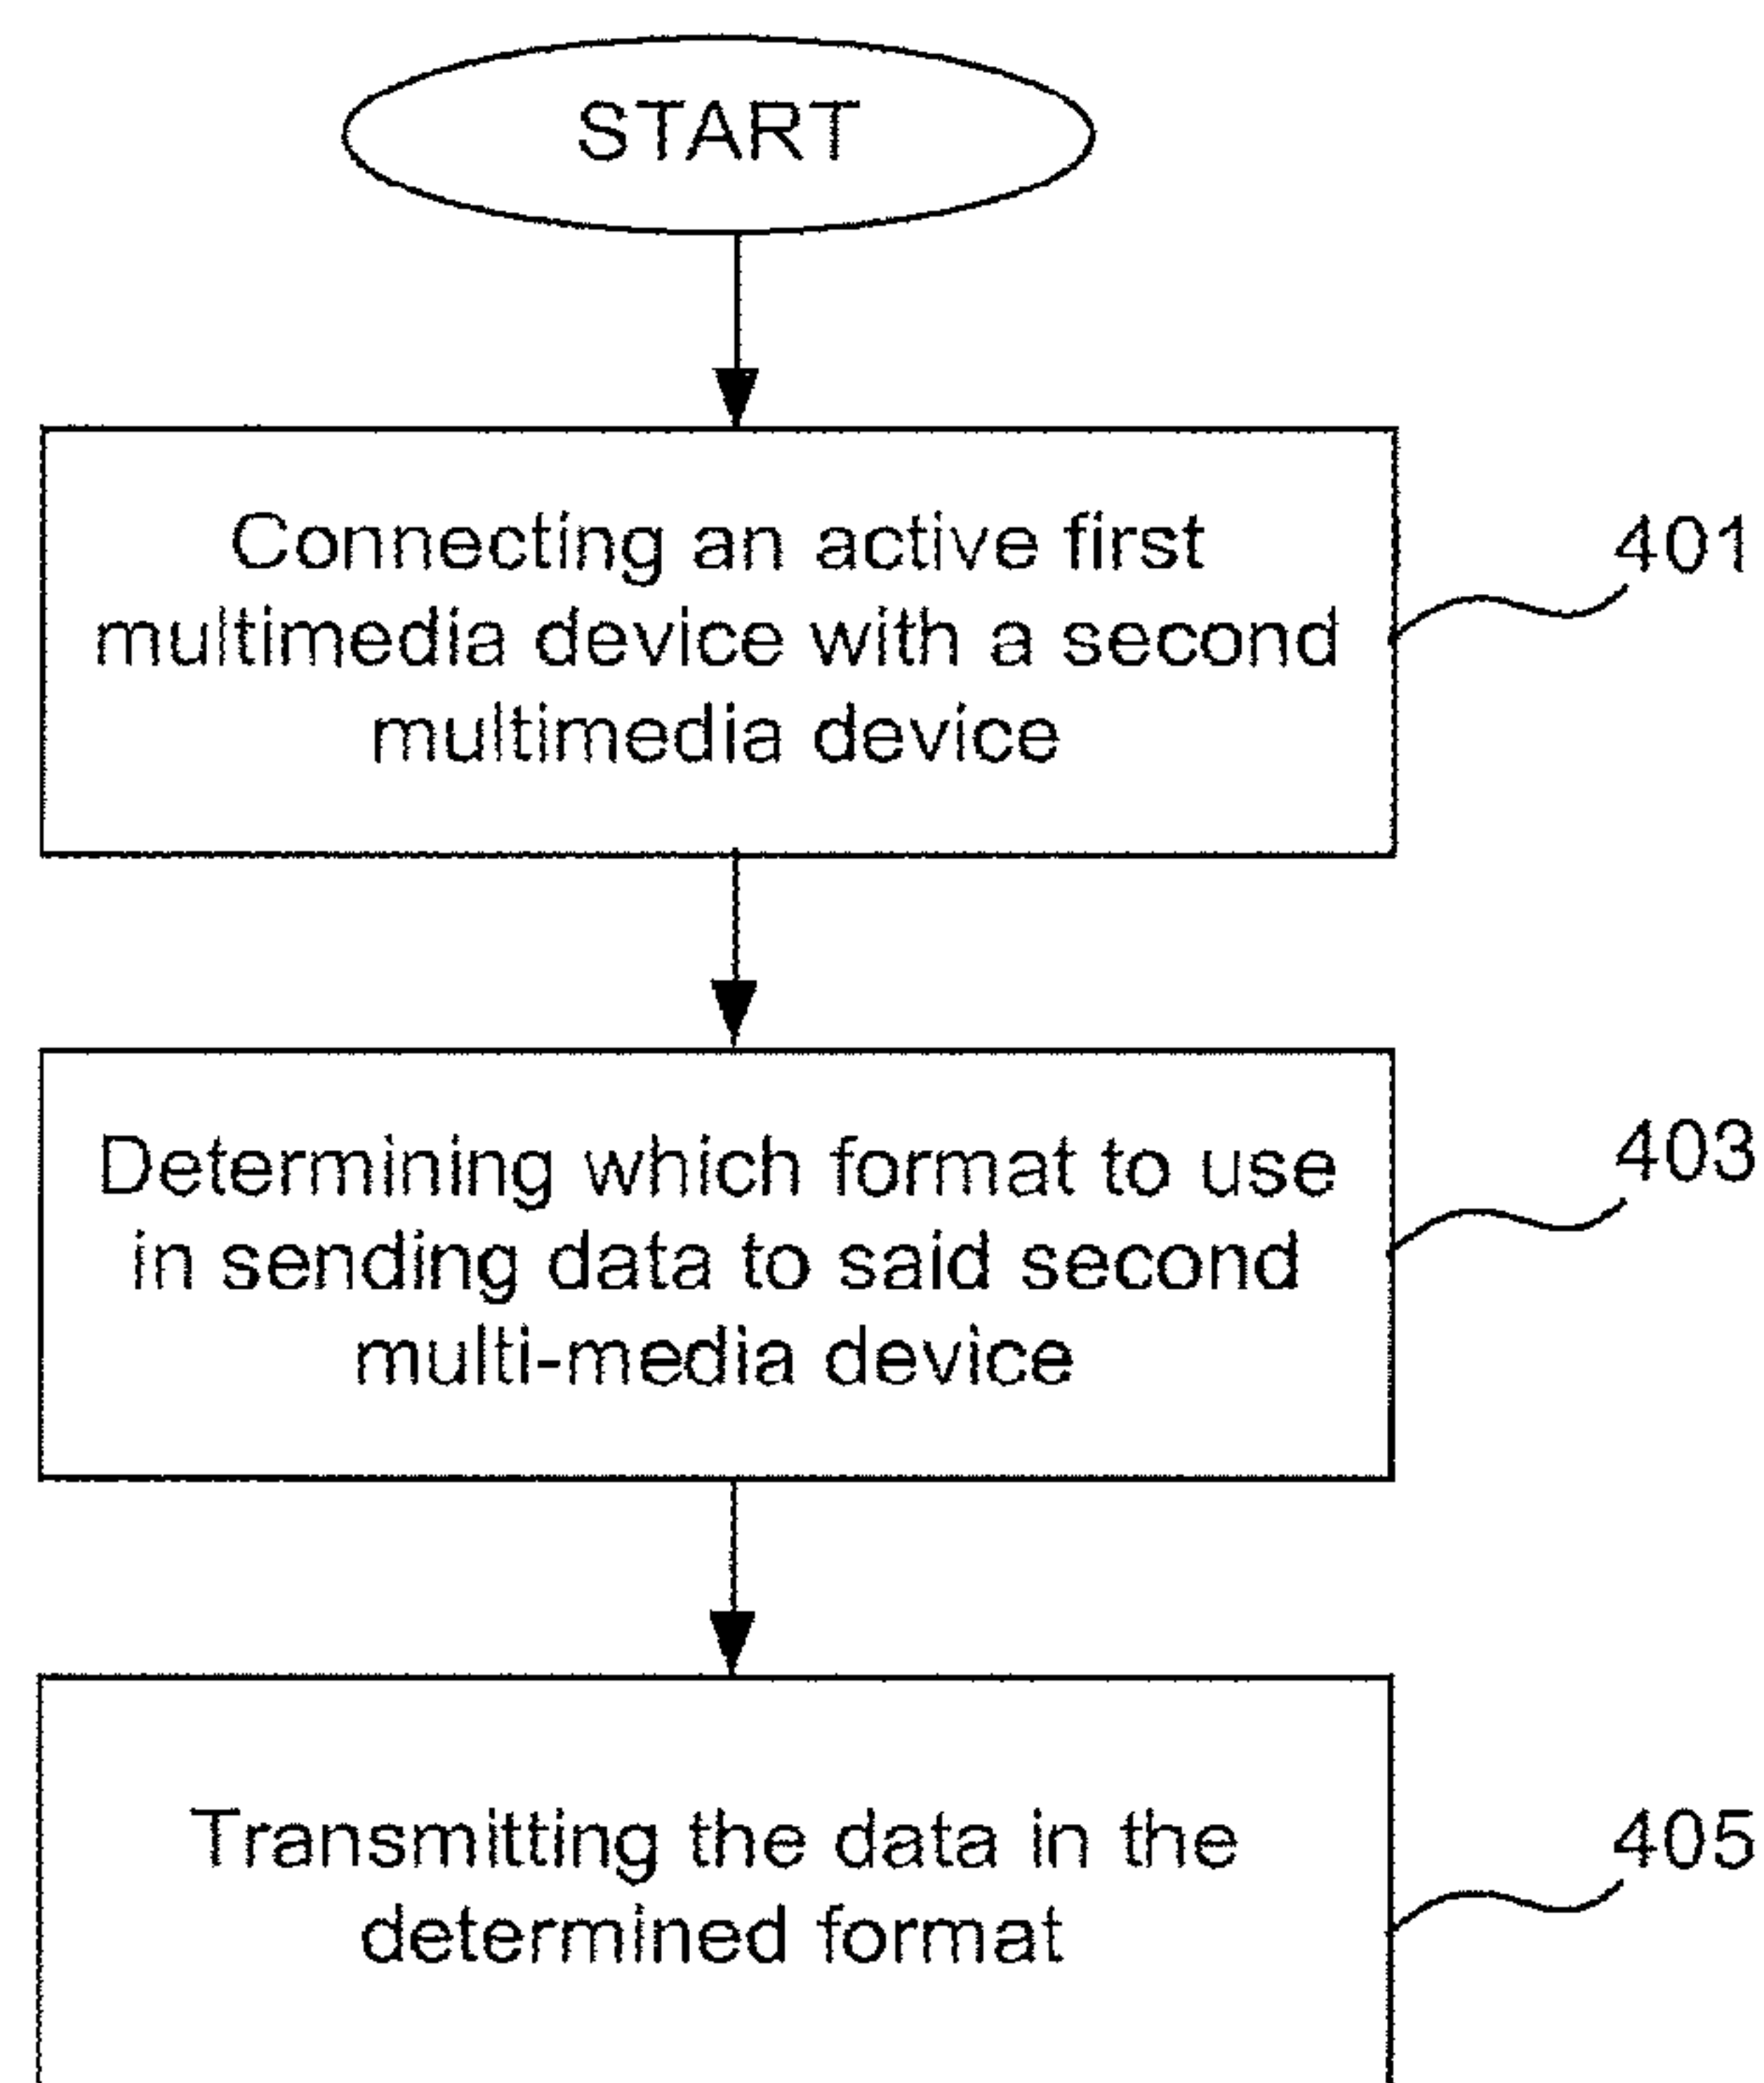 START
Connecting an active first
multimedia device with a second
multimedia device
401
Determining which format to use
in sending data to said second
multi-media device
403
Transmitting the data in the
determined format
405